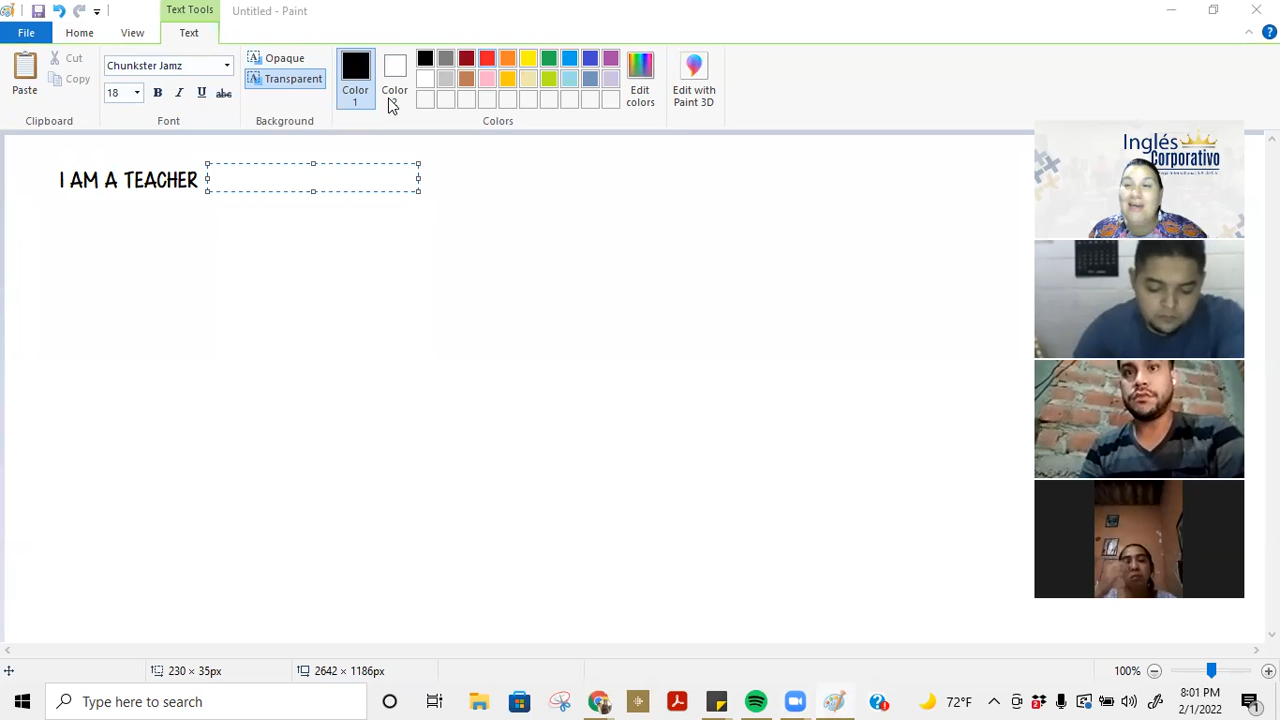 Text Tools
Untitled - Paint
File
Home
View
Text
Paste
Cut
Copy
Clipboard
Chunkster Jamz
18
B I U abc
Font
Opaque
Transparent
Background
Color 1
Color
Edit colors
Colors
Edit with Paint 3D
I AM A TEACHER
Inglés
Corporativo
230 × 35px
2642 × 1186px
100%
Type here to search
72°F
8:01 PM
2/1/2022